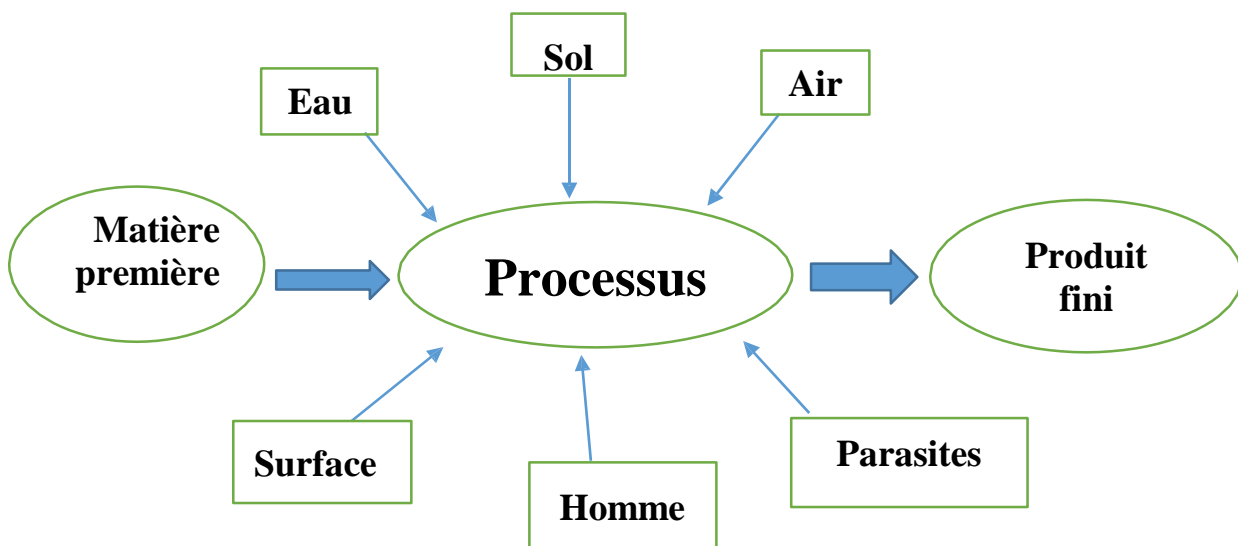 Sol
Eau
Air
Matière
première
Processus
Produit
fini
Surface
Homme
Parasites